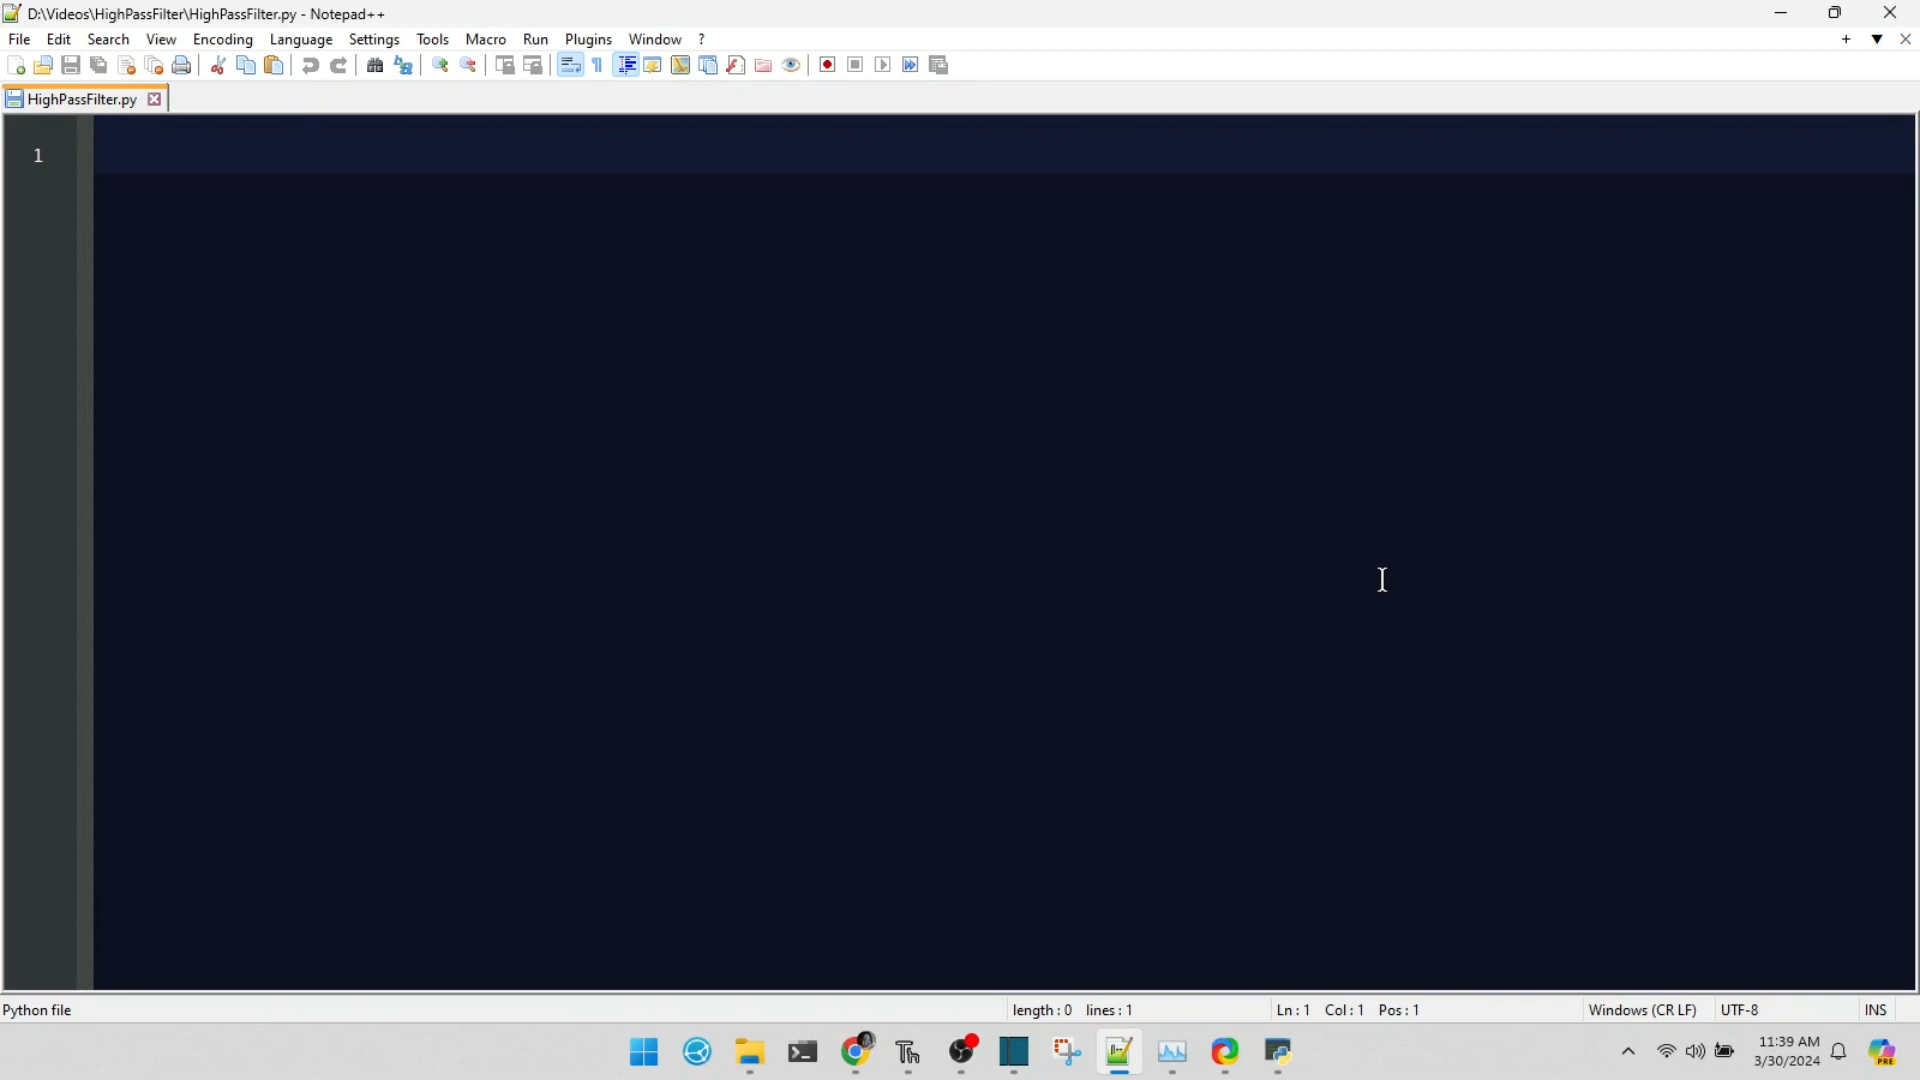 D:\Videos\HighPassFilter\HighPassFilter.py - Notepad++
File Edit Search View Encoding Language Settings Tools Macro Run Plugins Window ?
HighPassFilter.py
1
Python file length : 0 lines : 1 Ln : 1 Col : 1 Pos : 1 Windows (CR LF) UTF-8 INS
11:39 AM
3/30/2024
PRE